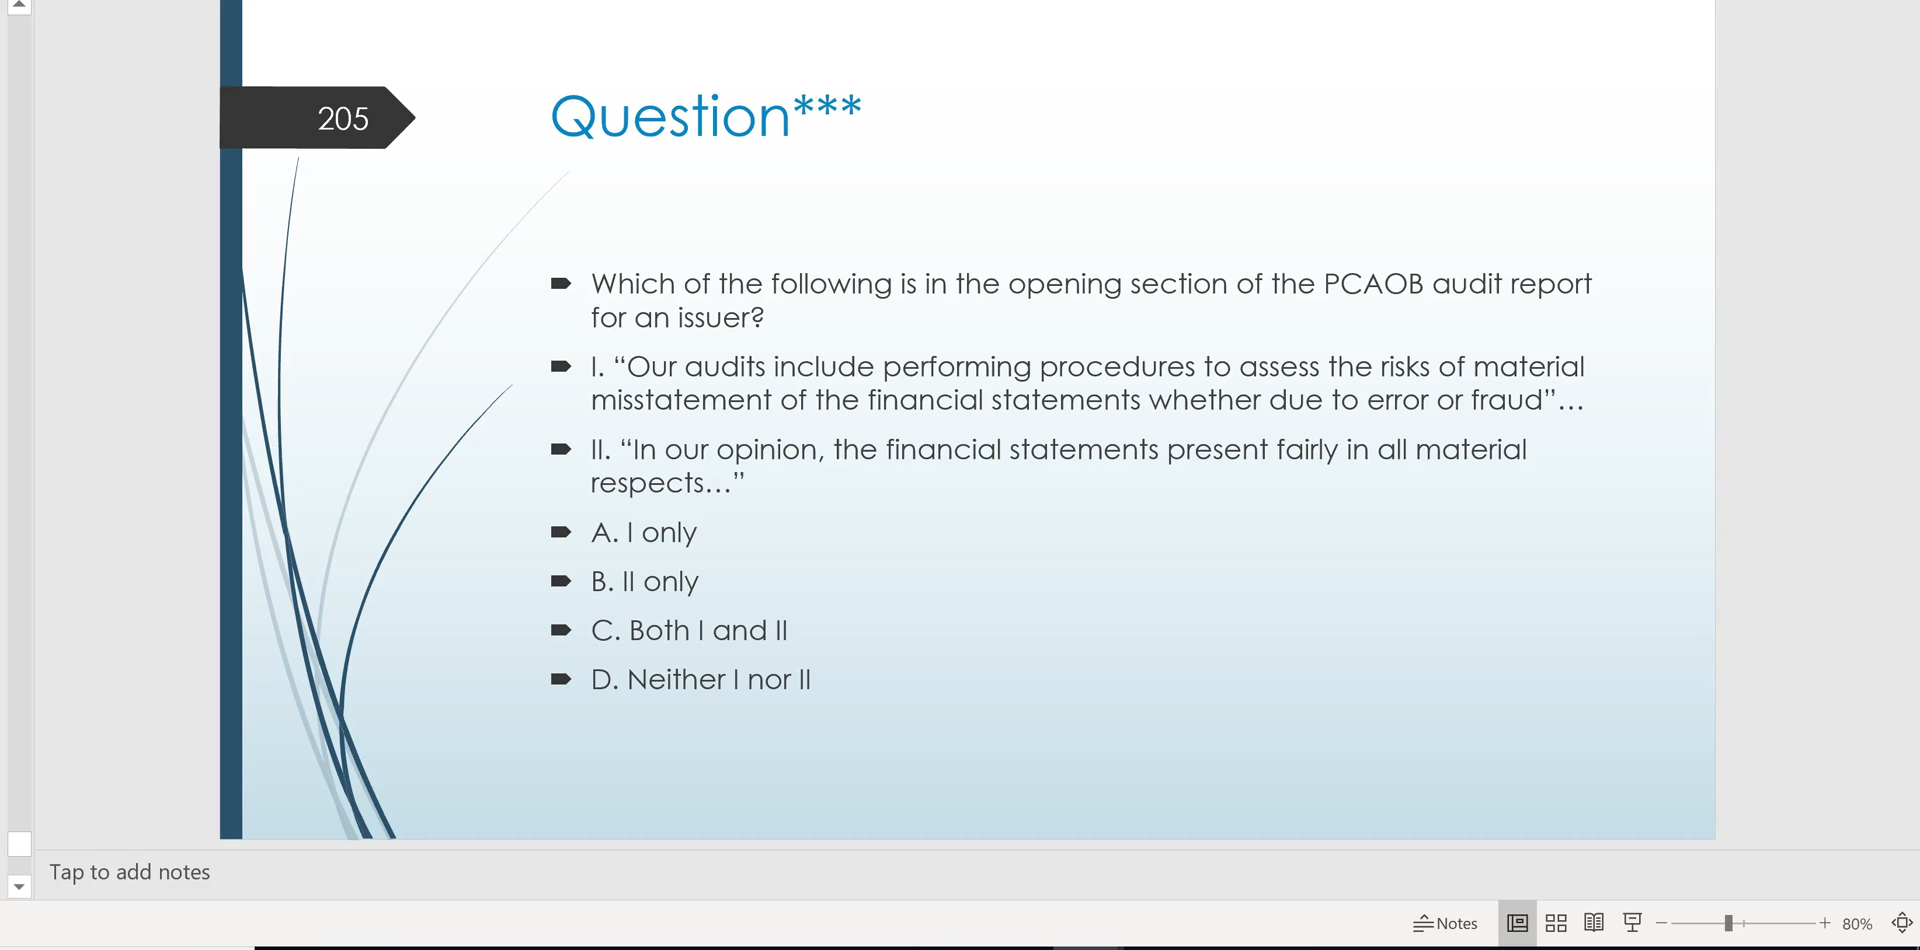 205
Question***
Which of the following is in the opening section of the PCAOB audit report
for an issuer?
I. “Our audits include performing procedures to assess the risks of material
misstatement of the financial statements whether due to error or fraud”…
II. “In our opinion, the financial statements present fairly in all material
respects…”
A. I only
B. II only
C. Both I and II
D. Neither I nor II
Tap to add notes
Notes
80%